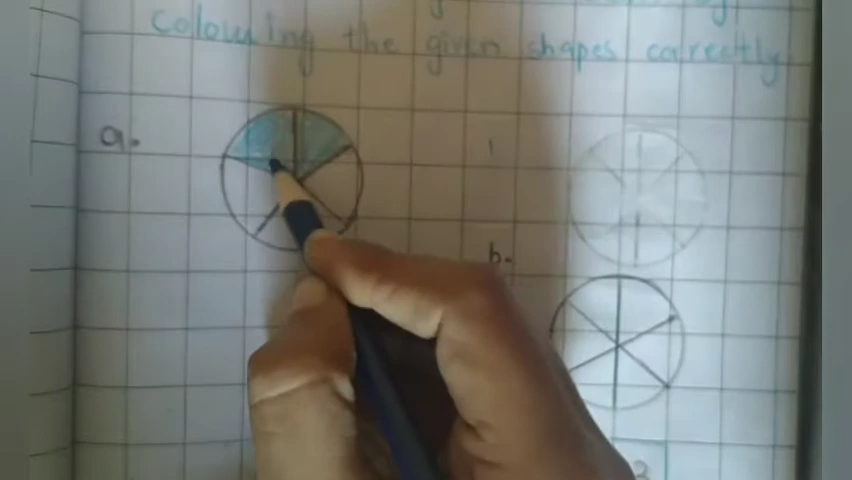 colouring the given shapes correctly
a.
b.